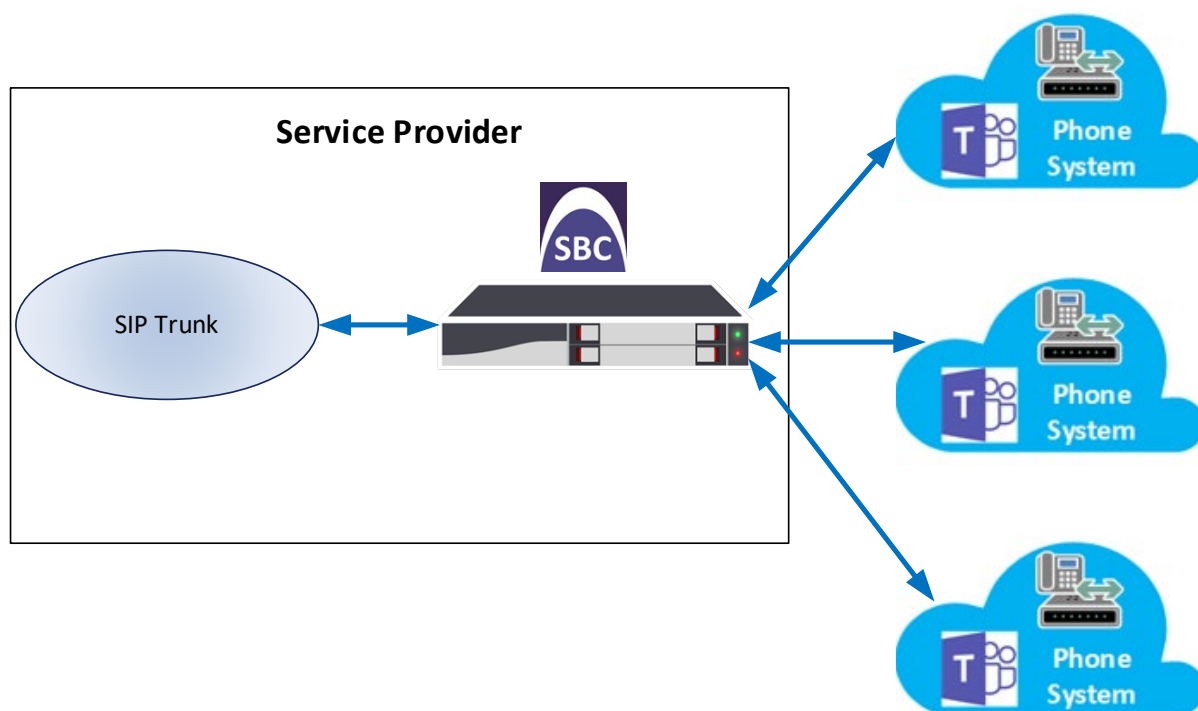 Service Provider
SBC
SIP Trunk
T
Phone
System
T
Phone
System
T
Phone
System